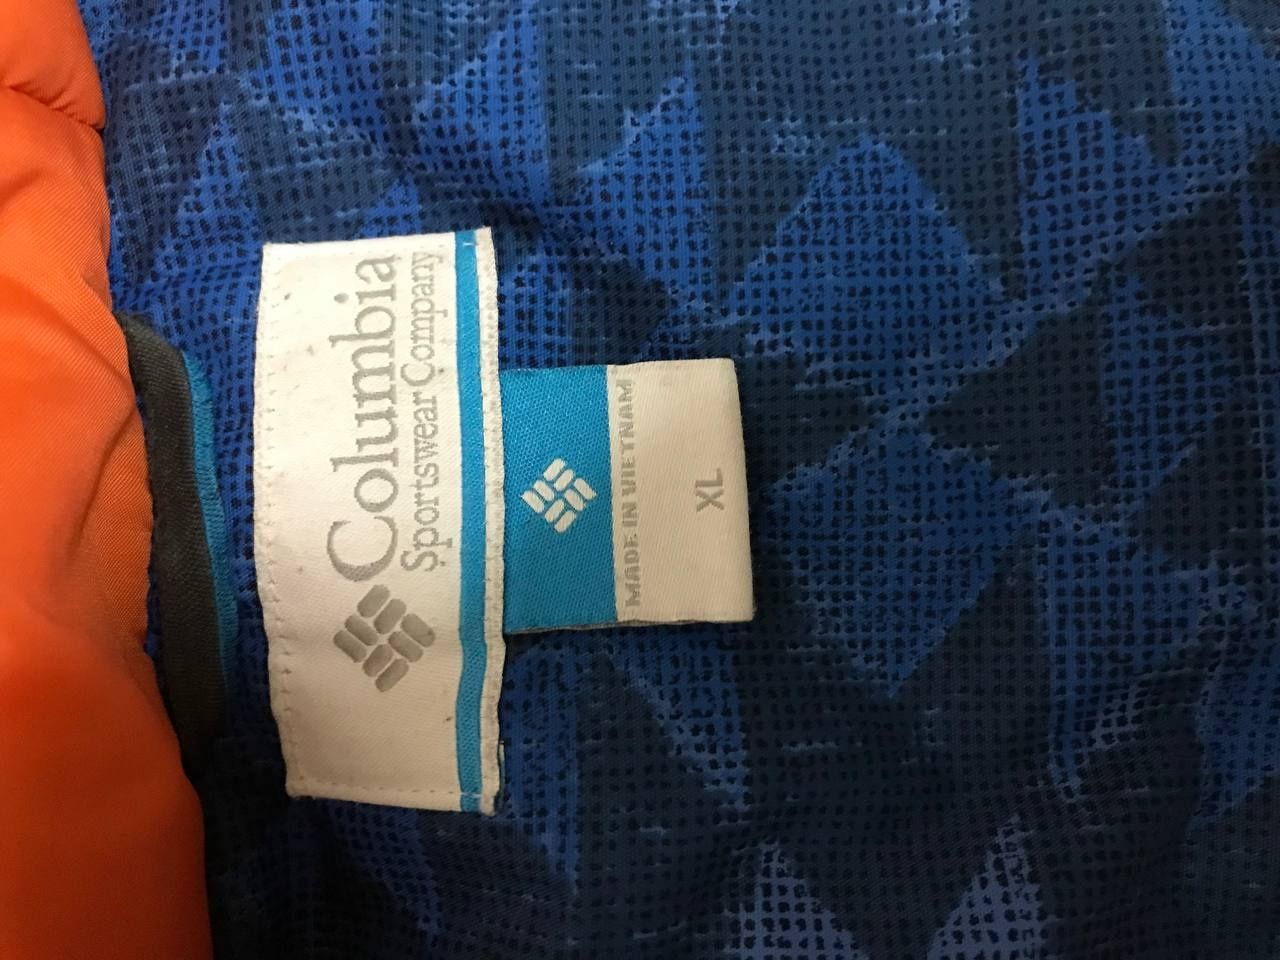 Columbia
Sportswear Company
MADE IN VIETNAM
XL